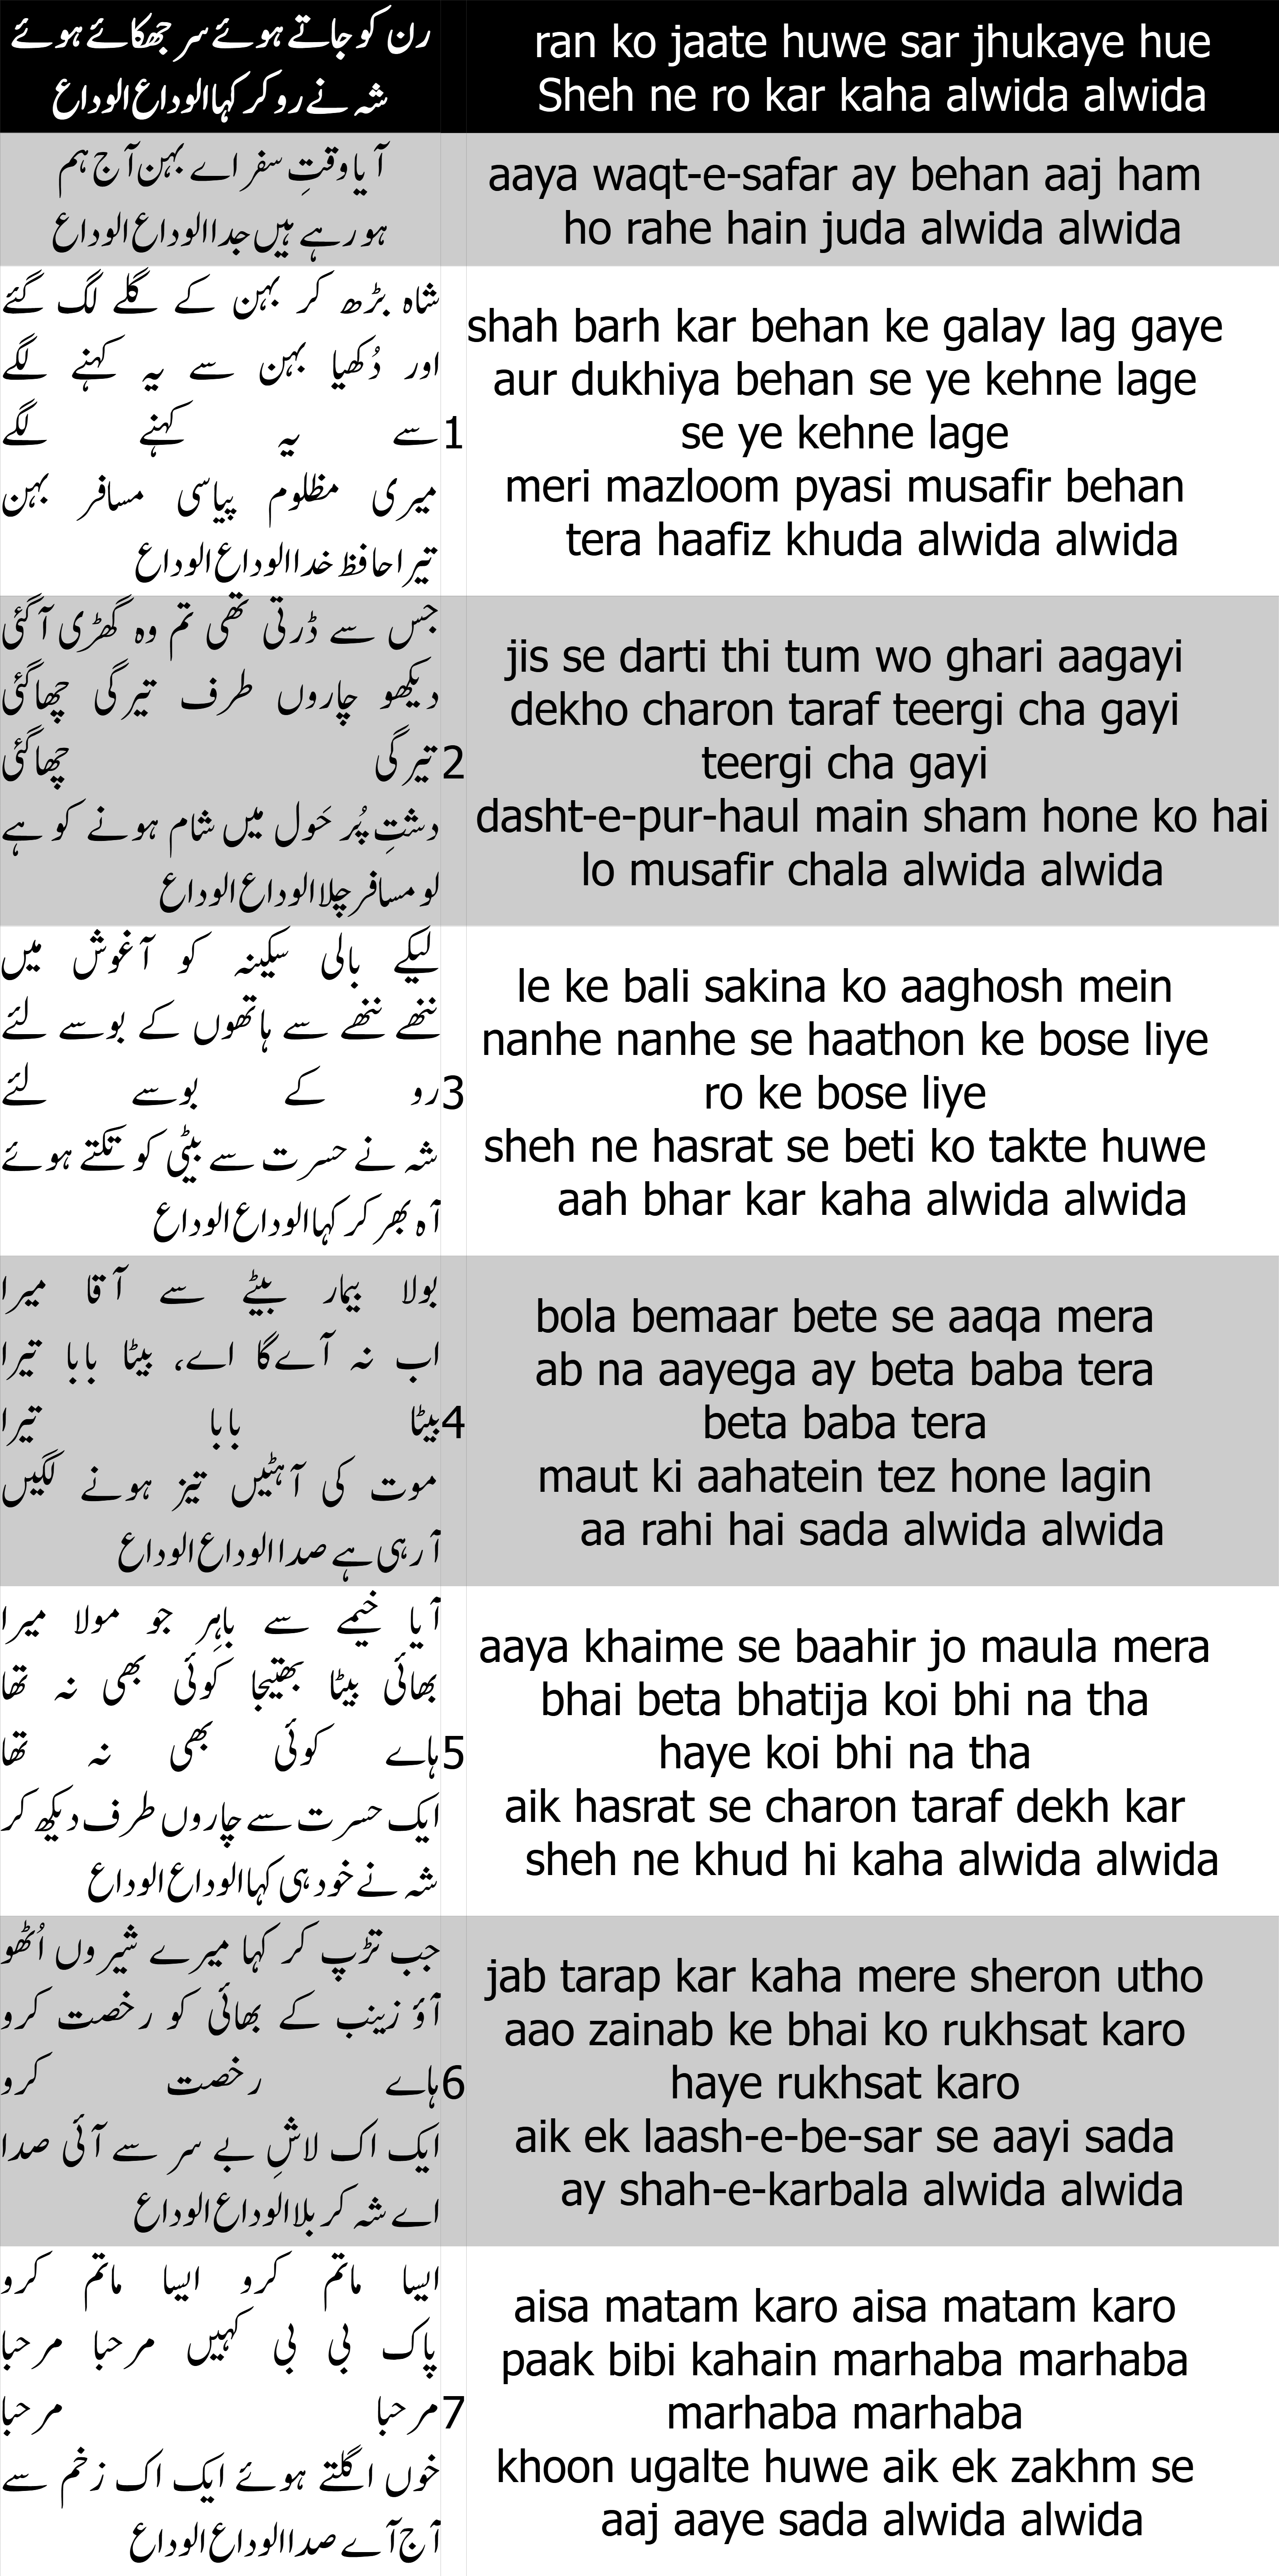 رن کو جاتے ہوئے سر جھکائے ہوئے
شہ نے رو کر کہا الوداع الوداع
ran ko jaate huwe sar jhukaye hue
Sheh ne ro kar kaha alwida alwida
آیا وقتِ سفر اے بہن آج ہم
ہو رہے ہیں جدا الوداع الوداع
aaya waqt-e-safar ay behan aaj ham
ho rahe hain juda alwida alwida
شاہ بڑھ کر بہن کے گلے لگ گئے
اور دُکھیا بہن سے یہ کہنے لگے
سے یہ کہنے لگے
میری مظلوم پیاسی مسافر بہن
تیرا حافظ خدا الوداع الوداع
1
shah barh kar behan ke galay lag gaye
aur dukhiya behan se ye kehne lage
se ye kehne lage
meri mazloom pyasi musafir behan
tera haafiz khuda alwida alwida
جس سے ڈرتی تھی تم وہ گھڑی آگئی
دیکھو چاروں طرف تیرگی چھاگئی
تیرگی چھاگئی
دشتِ پُر حَول میں شام ہونے کو ہے
لو مسافر چلا الوداع الوداع
2
jis se darti thi tum wo ghari aagayi
dekho charon taraf teergi cha gayi
teergi cha gayi
dasht-e-pur-haul main sham hone ko hai
lo musafir chala alwida alwida
لیکے بالی سکینہ کو آغوش میں
ننھے ننھے سے ہاتھوں کے بوسے لئے
رو کے بوسے لئے
شہ نے حسرت سے بیٹی کو تکتے ہوئے
آہ بھر کر کہا الوداع الوداع
3
le ke bali sakina ko aaghosh mein
nanhe nanhe se haathon ke bose liye
ro ke bose liye
sheh ne hasrat se beti ko takte huwe
aah bhar kar kaha alwida alwida
بولا بیمار بیٹے سے آقا میرا
اب نہ آے گا اے، بیٹا بابا تیرا
بیٹا بابا تیرا
موت کی آہٹیں تیز ہونے لگیں
آ رہی ہے صدا الوداع الوداع
4
bola bemaar bete se aaqa mera
ab na aayega ay beta baba tera
beta baba tera
maut ki aahatein tez hone lagin
aa rahi hai sada alwida alwida
آیا خیمے سے باہِر جو مولا میرا
بھائی بیٹا بھتیجا کوئی بھی نہ تھا
ہاے کوئی بھی نہ تھا
ایک حسرت سے چاروں طرف دیکھ کر
شہ نے خود ہی کہا الوداع الوداع
5
aaya khaime se baahir jo maula mera
bhai beta bhatija koi bhi na tha
haye koi bhi na tha
aik hasrat se charon taraf dekh kar
sheh ne khud hi kaha alwida alwida
جب تڑپ کر کہا میرے شیروں اُٹھو
آؤ زینب کے بھائی کو رخصت کرو
ہاے رخصت کرو
ایک اک لاشِ بے سر سے آئی صدا
اے شہ کربلا الوداع الوداع
6
jab tarap kar kaha mere sheron utho
aao zainab ke bhai ko rukhsat karo
haye rukhsat karo
aik ek laash-e-be-sar se aayi sada
ay shah-e-karbala alwida alwida
ایسا ماتم کرو ایسا ماتم کرو
پاک بی بی کہیں مرحبا مرحبا
مرحبا مرحبا
خوں اگلتے ہوئے ایک اک زخم سے
آج آے صدا الوداع الوداع
7
aisa matam karo aisa matam karo
paak bibi kahain marhaba marhaba
marhaba marhaba
khoon ugalte huwe aik ek zakhm se
aaj aaye sada alwida alwida